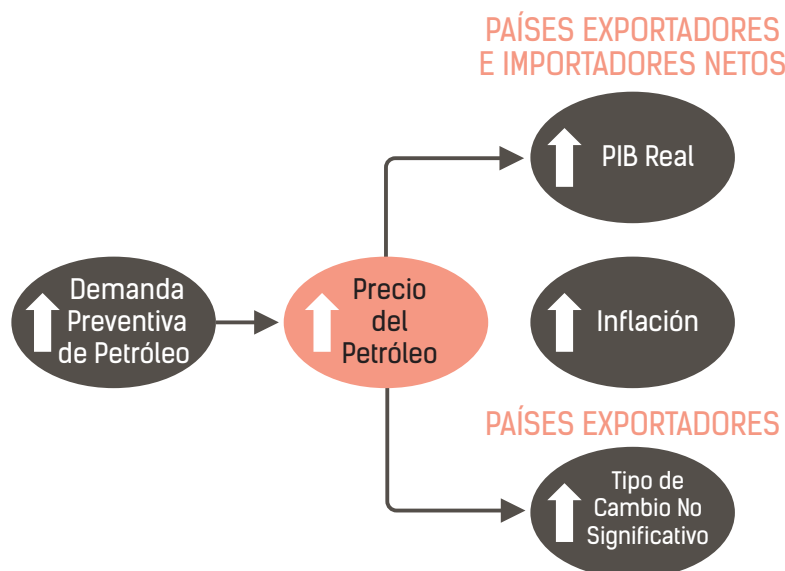 PAÍSES EXPORTADORES
E IMPORTADORES NETOS
PIB Real
Demanda
Preventiva
de Petróleo
Precio
del
Petróleo
Inflación
PAÍSES EXPORTADORES
Tipo de
Cambio No
Significativo